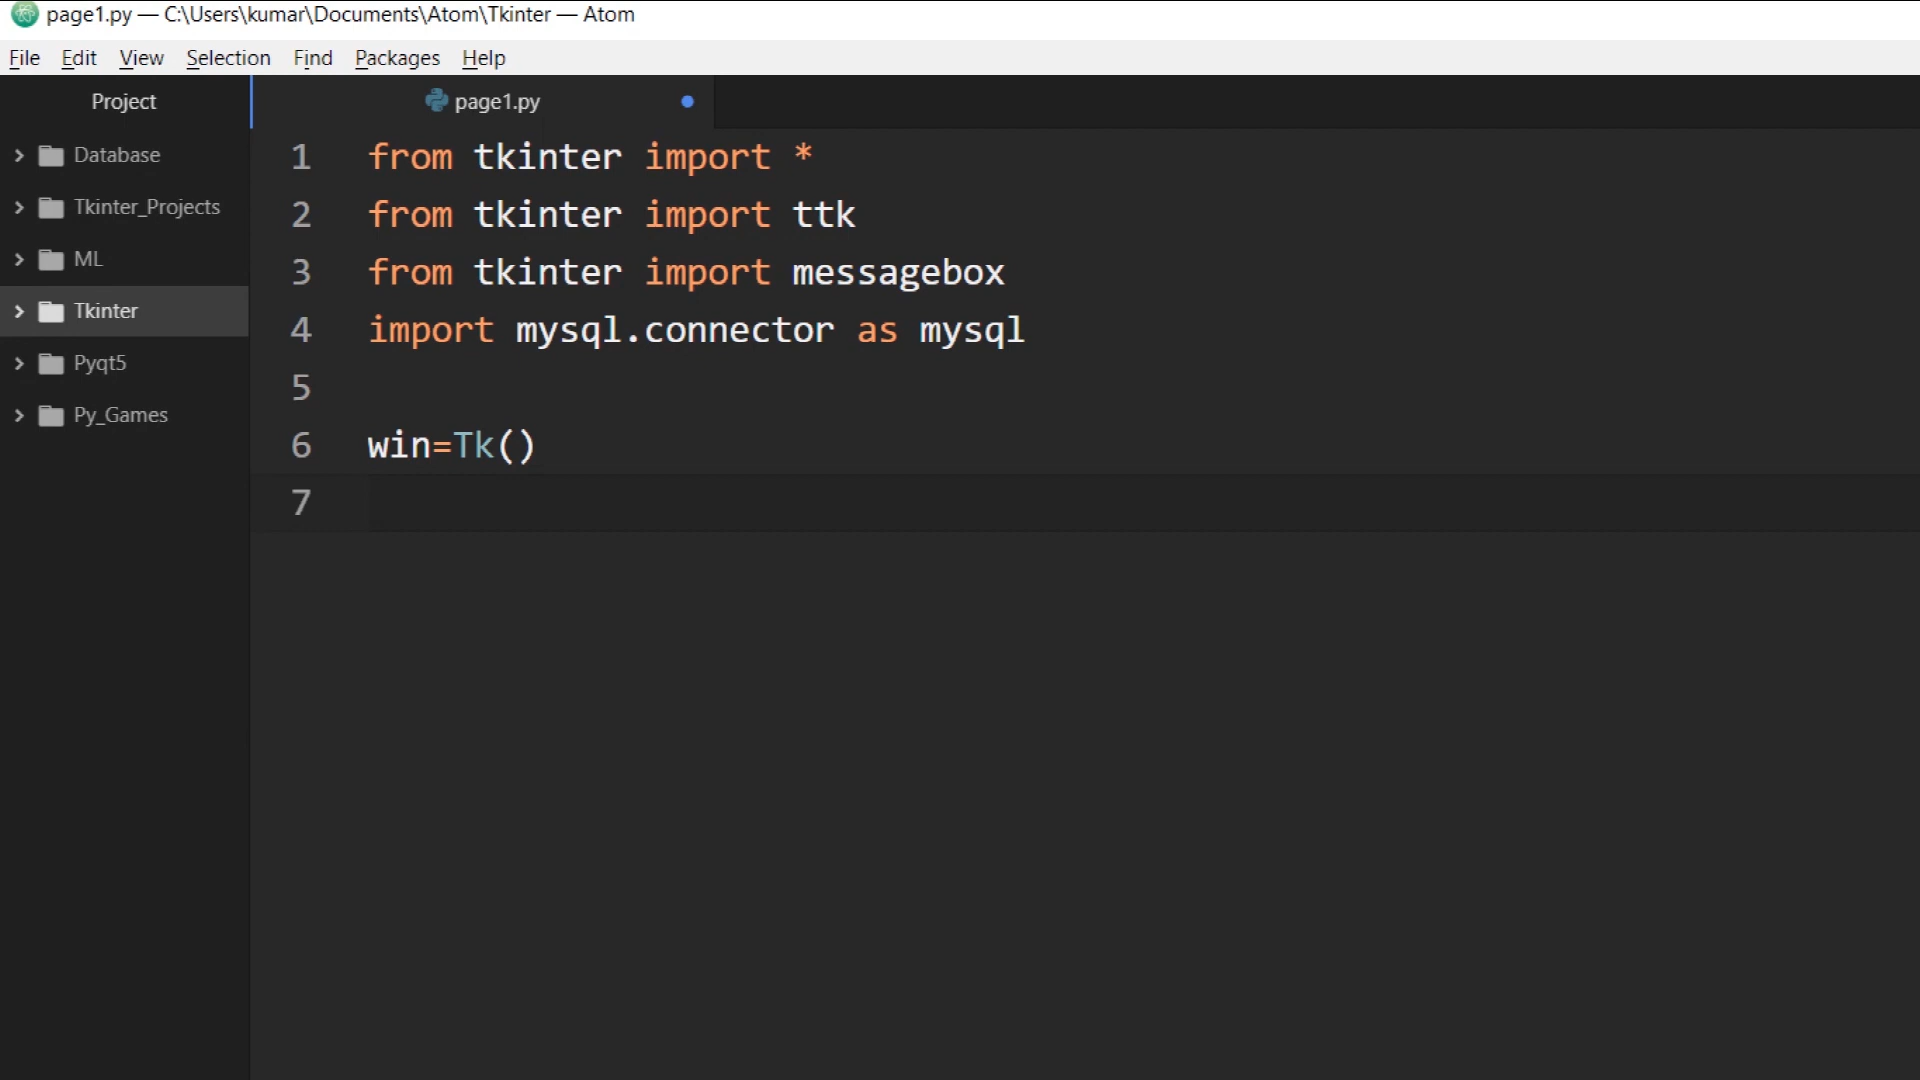 page1.py — C:\Users\kumar\Documents\Atom\Tkinter — Atom
File Edit View Selection Find Packages Help
Project
Database
Tkinter_Projects
ML
Tkinter
Pyqt5
Py_Games
page1.py
1 from tkinter import *
2 from tkinter import ttk
3 from tkinter import messagebox
4 import mysql.connector as mysql
5
6 win=Tk()
7